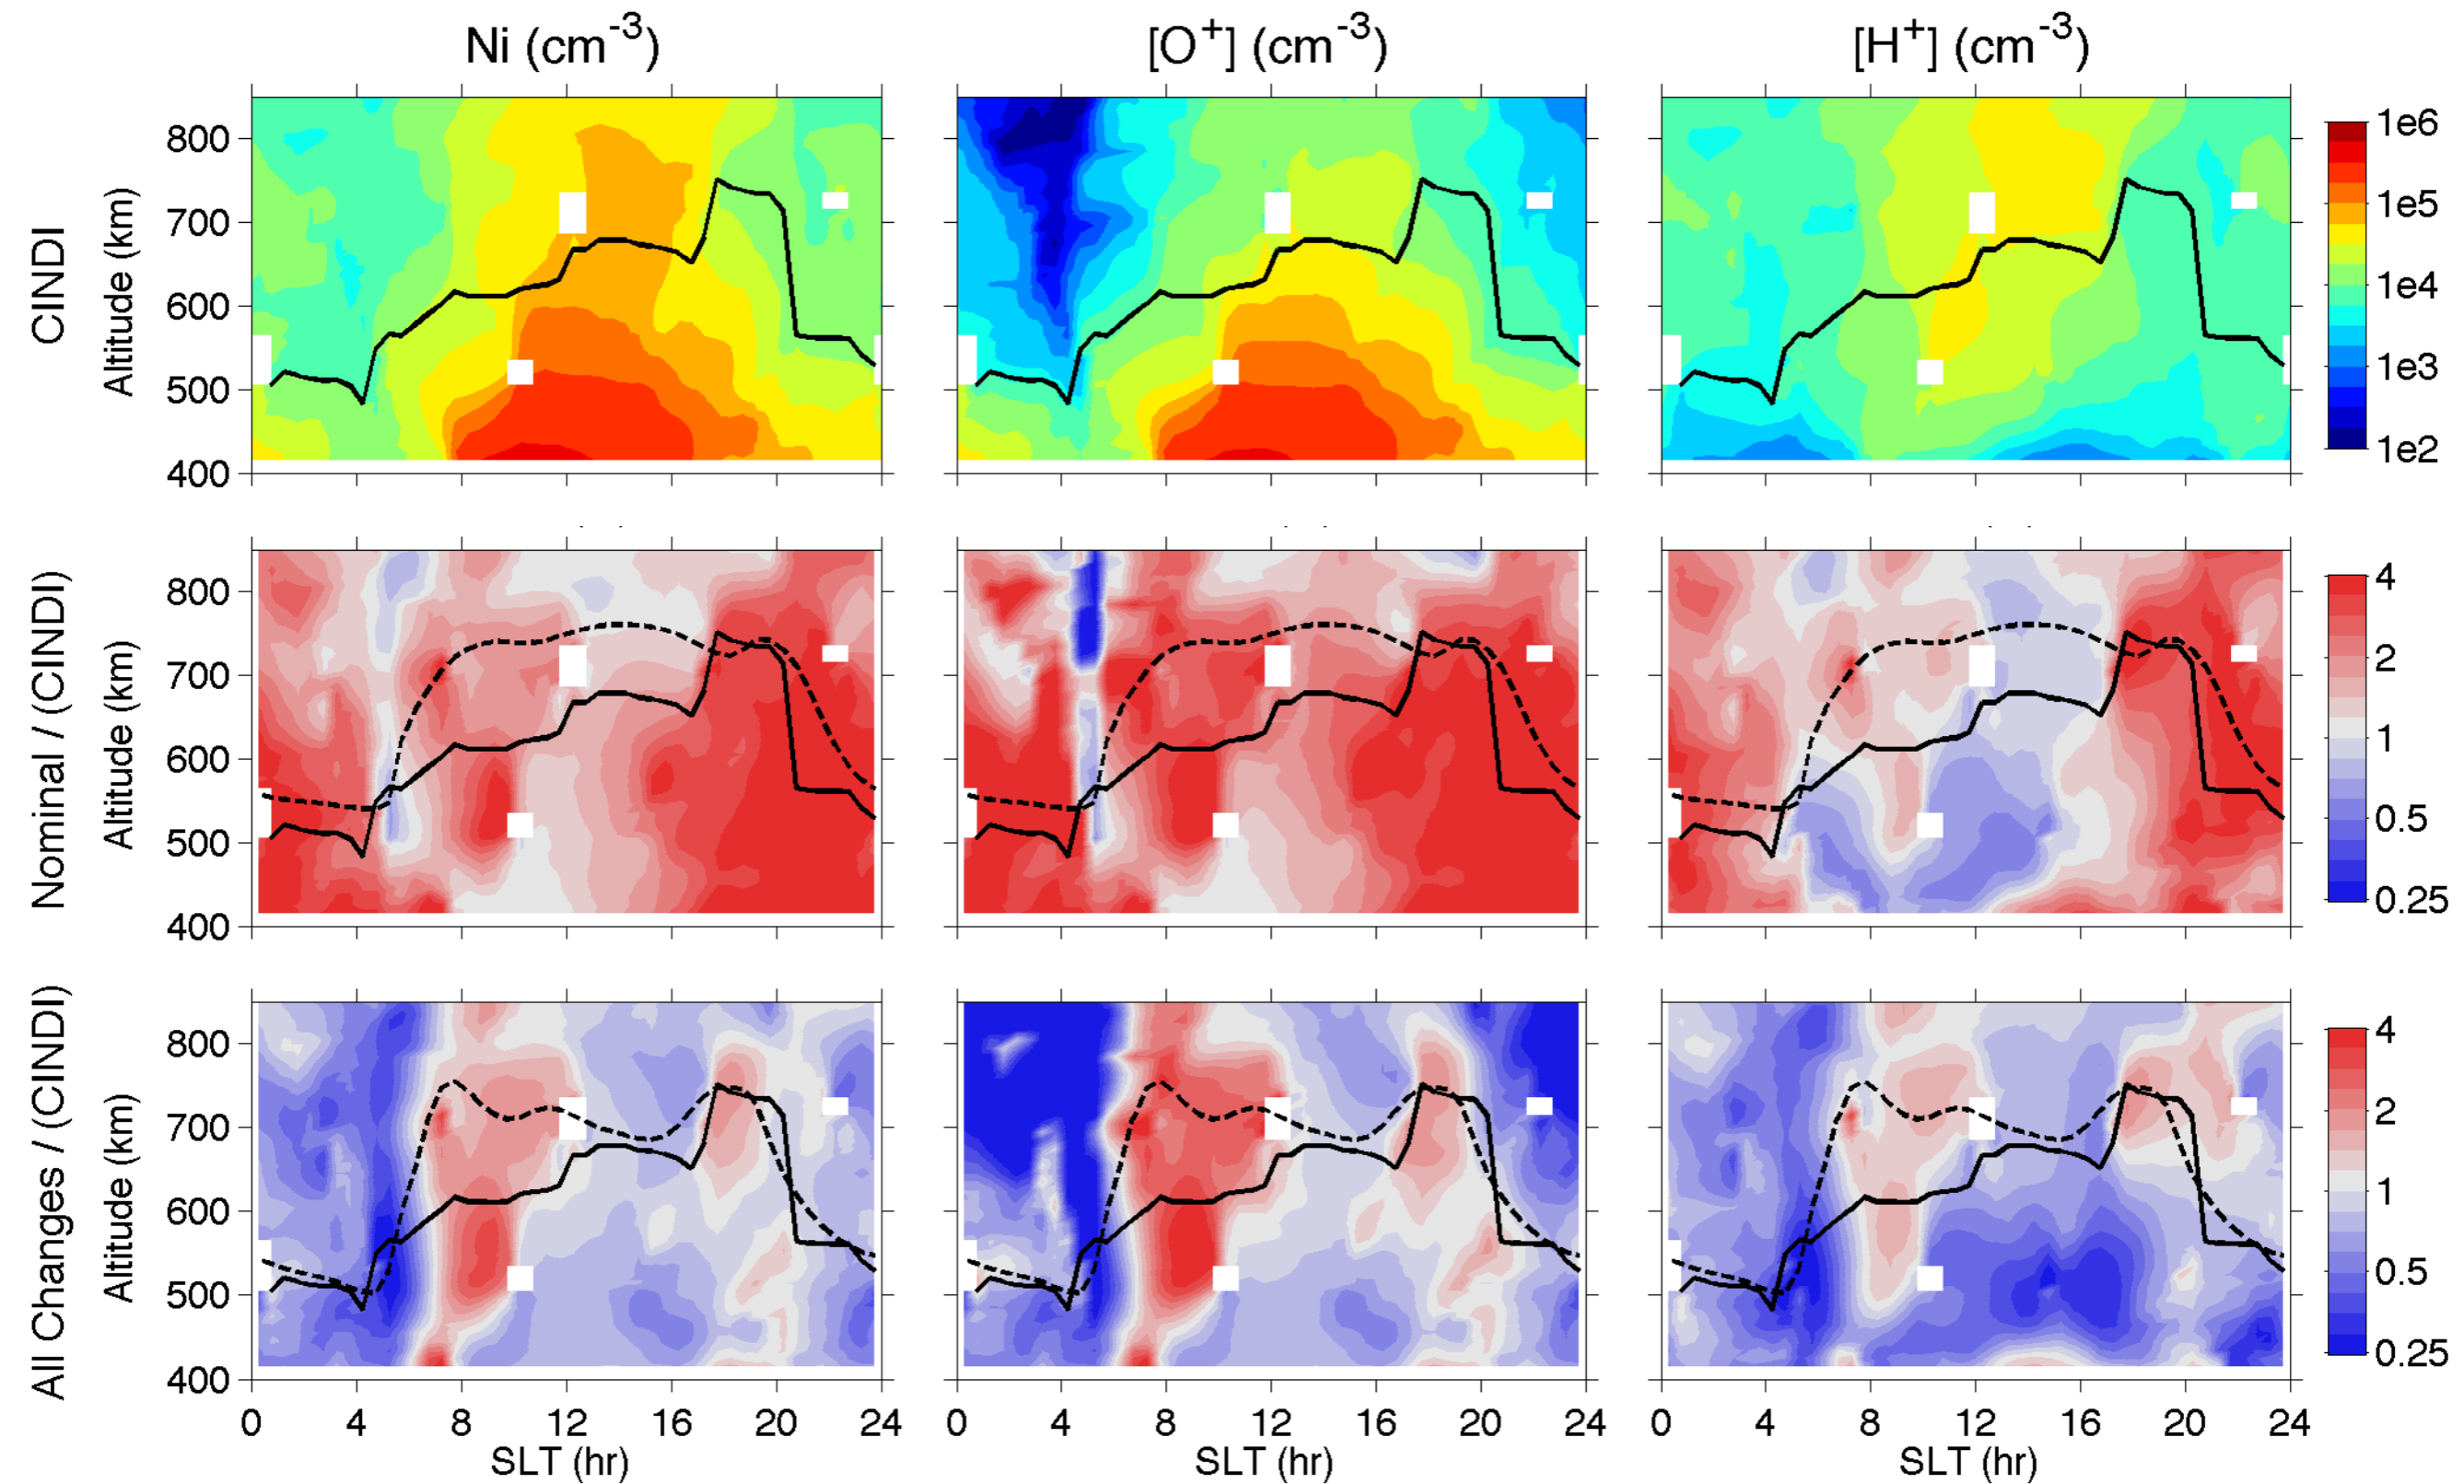 Ni (cm-3) [O+] (cm-3) [H+] (cm-3)
CINDI
Altitude (km)
800
700
600
500
400
1e6
1e5
1e4
1e3
1e2
Nominal / (CINDI)
Altitude (km)
800
700
600
500
400
4
2
1
0.5
0.25
All Changes / (CINDI)
Altitude (km)
800
700
600
500
400
4
2
1
0.5
0.25
0 4 8 12 16 20 24 0 4 8 12 16 20 24 0 4 8 12 16 20 24
SLT (hr) SLT (hr) SLT (hr)